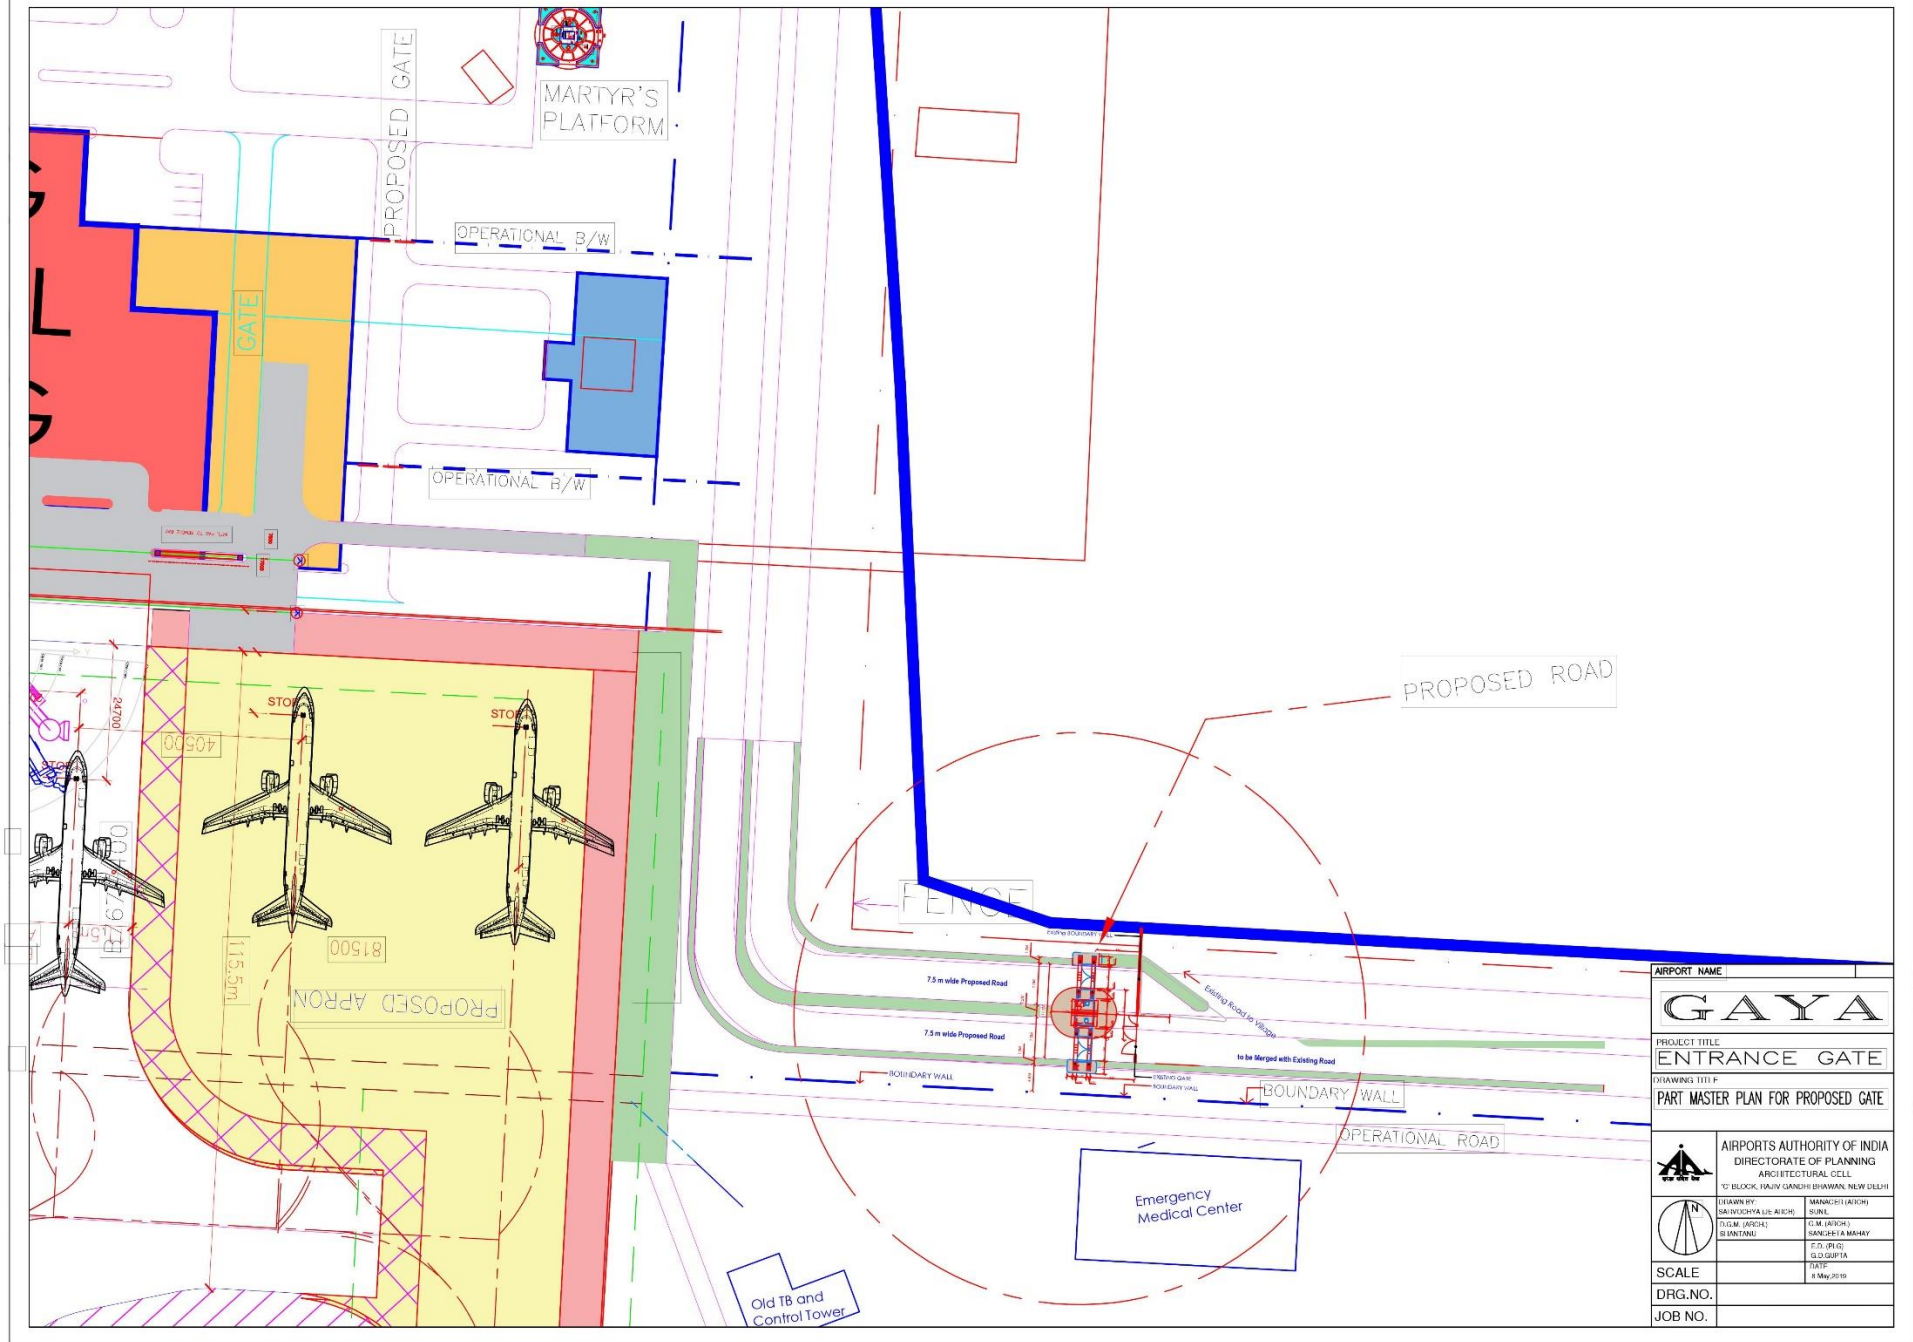 PROPOSED GATE
MARTYR'S
PLATFORM
OPERATIONAL B/W
GATE
G
L
G
OPERATIONAL B/W
7500
STOP
STOP
STOP
24700
40500
115.5m
81500
PROPOSED APRON
PROPOSED ROAD
FENCE
Existing BOUNDARY WALL
7.5 m wide Proposed Road
7.5 m wide Proposed Road
Existing Road to Village
to be Merged with Existing Road
BOUNDARY WALL
EXISTING GATE
BOUNDARY WALL
BOUNDARY WALL
OPERATIONAL ROAD
Emergency
Medical Center
Old TB and
Control Tower
AIRPORT NAME
GAYA
PROJECT TITLE
ENTRANCE GATE
DRAWING TITLE
PART MASTER PLAN FOR PROPOSED GATE
AIRPORTS AUTHORITY OF INDIA
DIRECTORATE OF PLANNING
ARCHITECTURAL CELL
'C' BLOCK, RAJIV GANDHI BHAWAN, NEW DELHI
N
DRAWN BY:
MANAGER (ARCH)
SUNIL
D.G.M. (ARCH.)
SHANTANU
G.M. (ARCH.)
SANGEETA MAHAY
E.D. (PLG)
G.D.GUPTA
SCALE
DATE
8 May,2019
DRG.NO.
JOB NO.